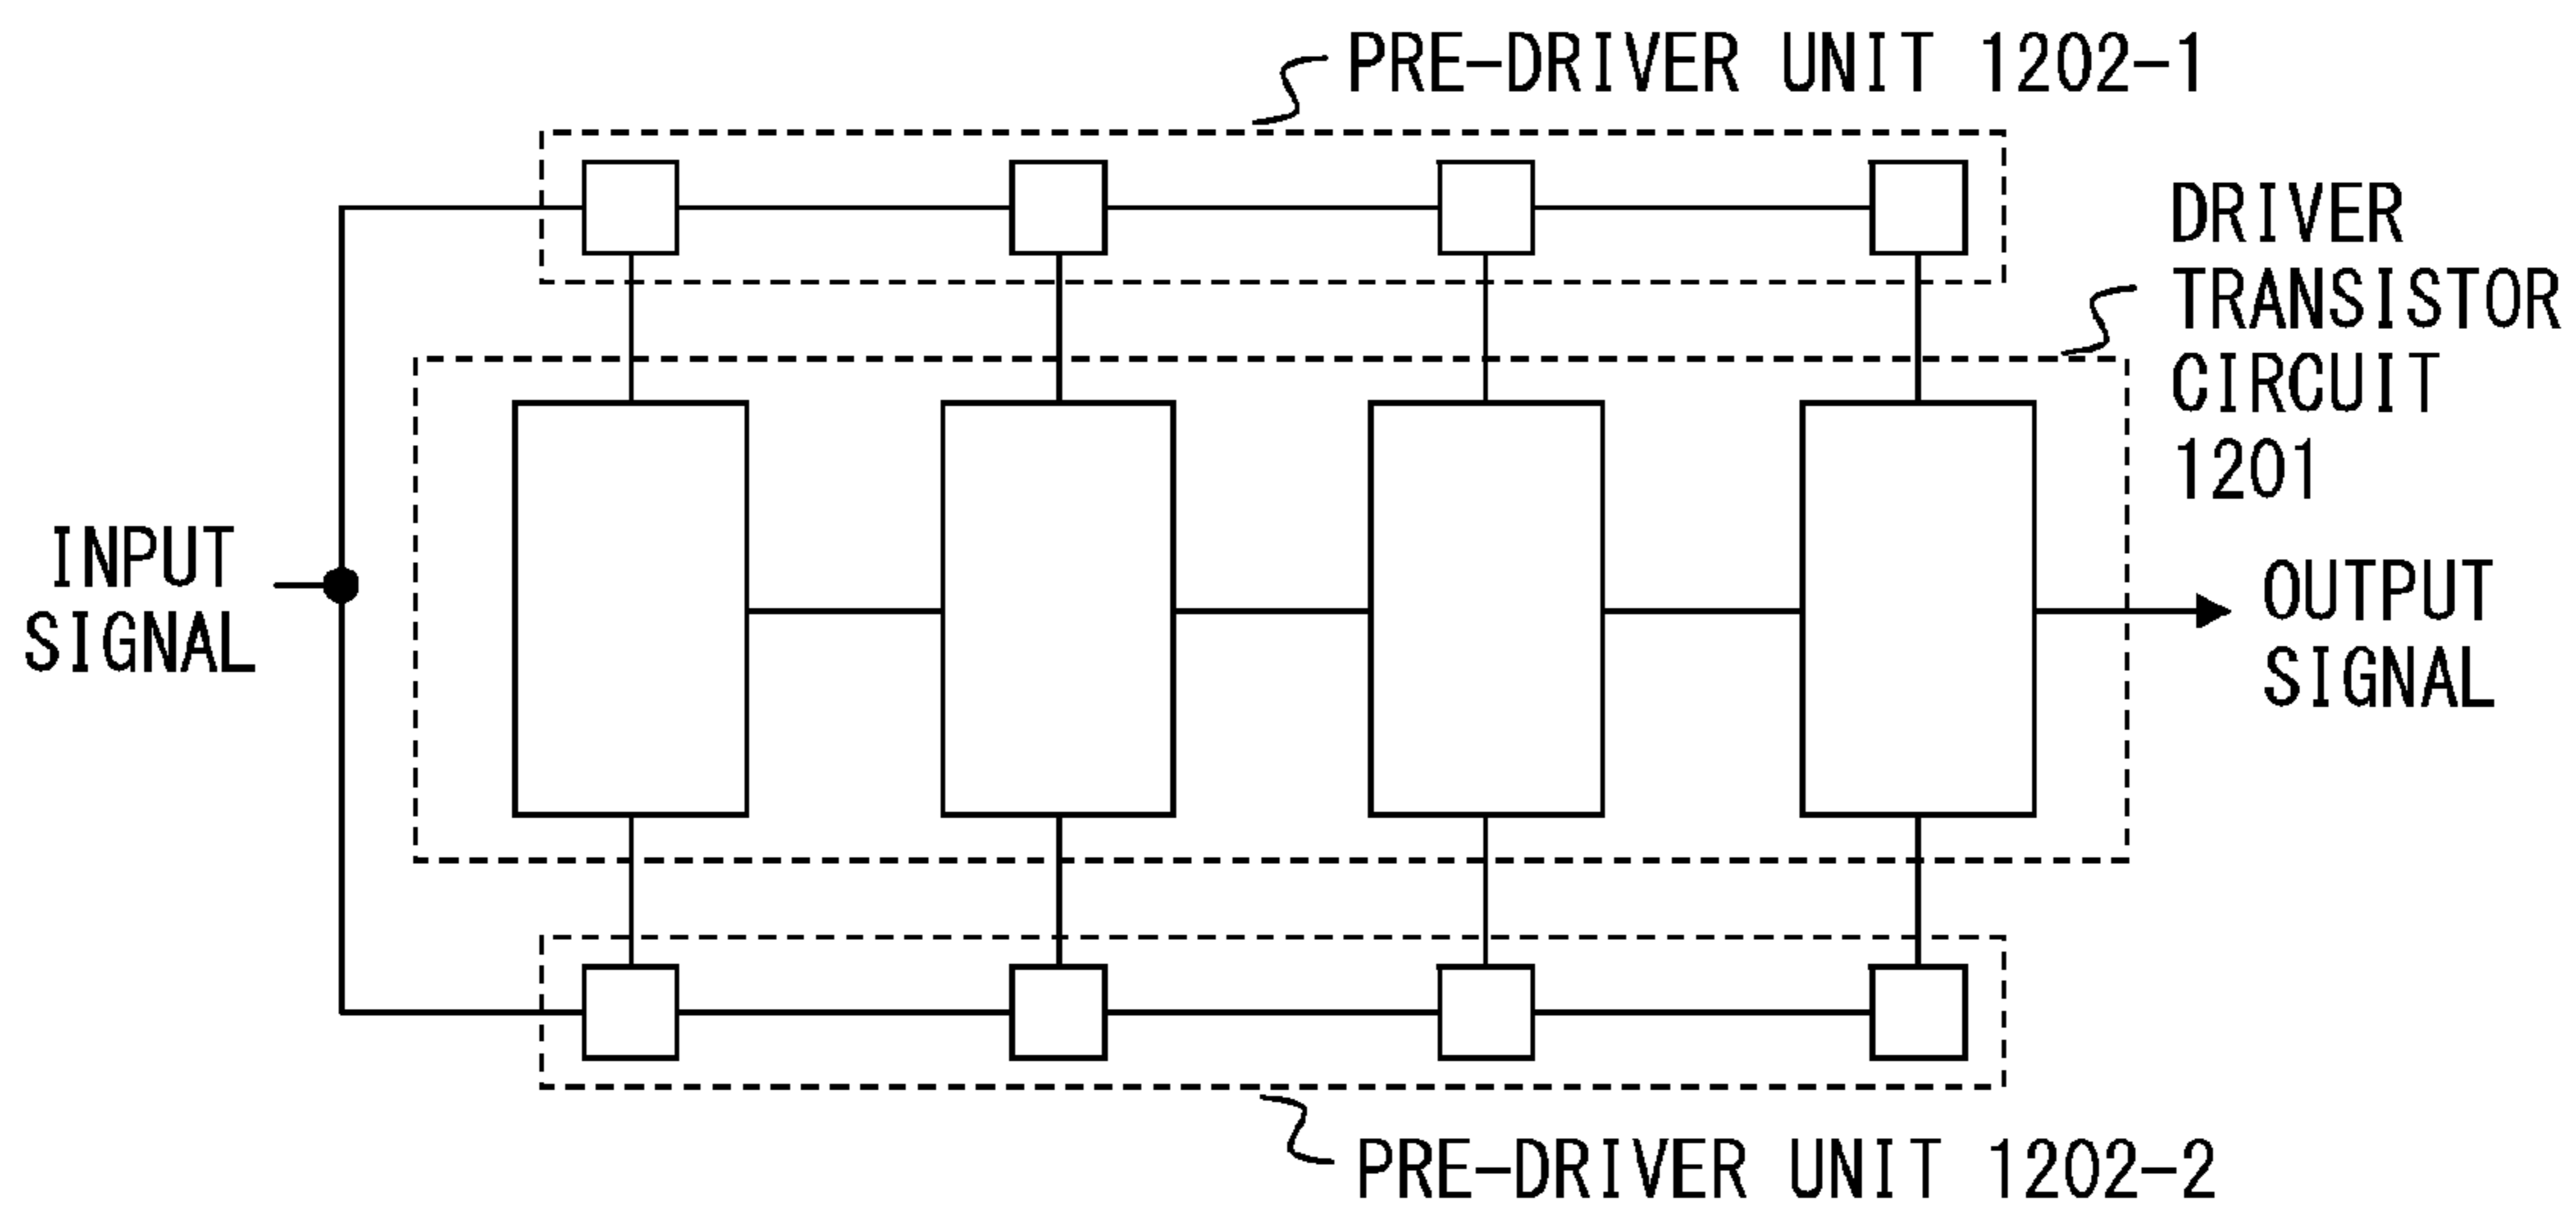 PRE-DRIVER UNIT 1202-1
DRIVER
TRANSISTOR
CIRCUIT
1201
INPUT
SIGNAL
OUTPUT
SIGNAL
PRE-DRIVER UNIT 1202-2